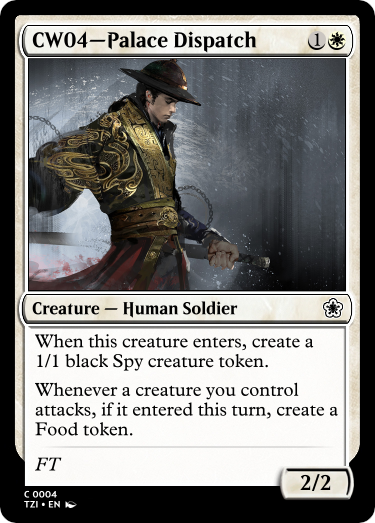 CW04—Palace Dispatch 1
Creature — Human Soldier
When this creature enters, create a
1/1 black Spy creature token.
Whenever a creature you control
attacks, if it entered this turn, create a
Food token.
FT
2/2
C 0004
TZI • EN